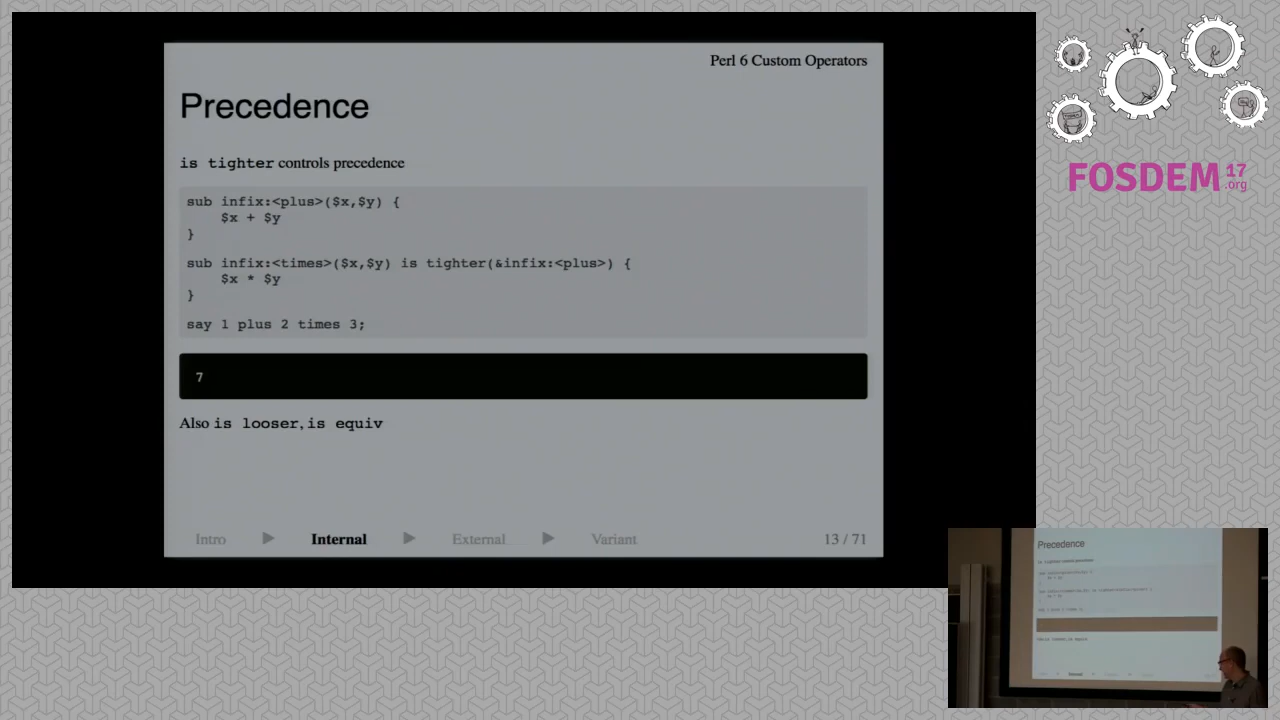 Perl 6 Custom Operators
Precedence
is tighter controls precedence
sub infix:<plus>($x,$y) {
    $x + $y
}
sub infix:<times>($x,$y) is tighter(&infix:<plus>) {
    $x * $y
}
say 1 plus 2 times 3;
7
Also is looser, is equiv
Intro ▶ Internal ▶ External ▶ Variant 13 / 71
FOSDEM 17 .org
Precedence